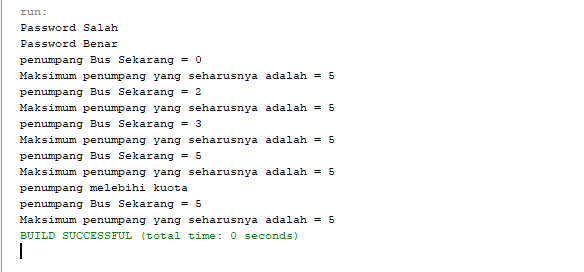 run:
Password Salah
Password Benar
penumpang Bus Sekarang = 0
Maksimum penumpang yang seharusnya adalah = 5
penumpang Bus Sekarang = 2
Maksimum penumpang yang seharusnya adalah = 5
penumpang Bus Sekarang = 3
Maksimum penumpang yang seharusnya adalah = 5
penumpang Bus Sekarang = 5
Maksimum penumpang yang seharusnya adalah = 5
penumpang melebihi kuota
penumpang Bus Sekarang = 5
Maksimum penumpang yang seharusnya adalah = 5
BUILD SUCCESSFUL (total time: 0 seconds)